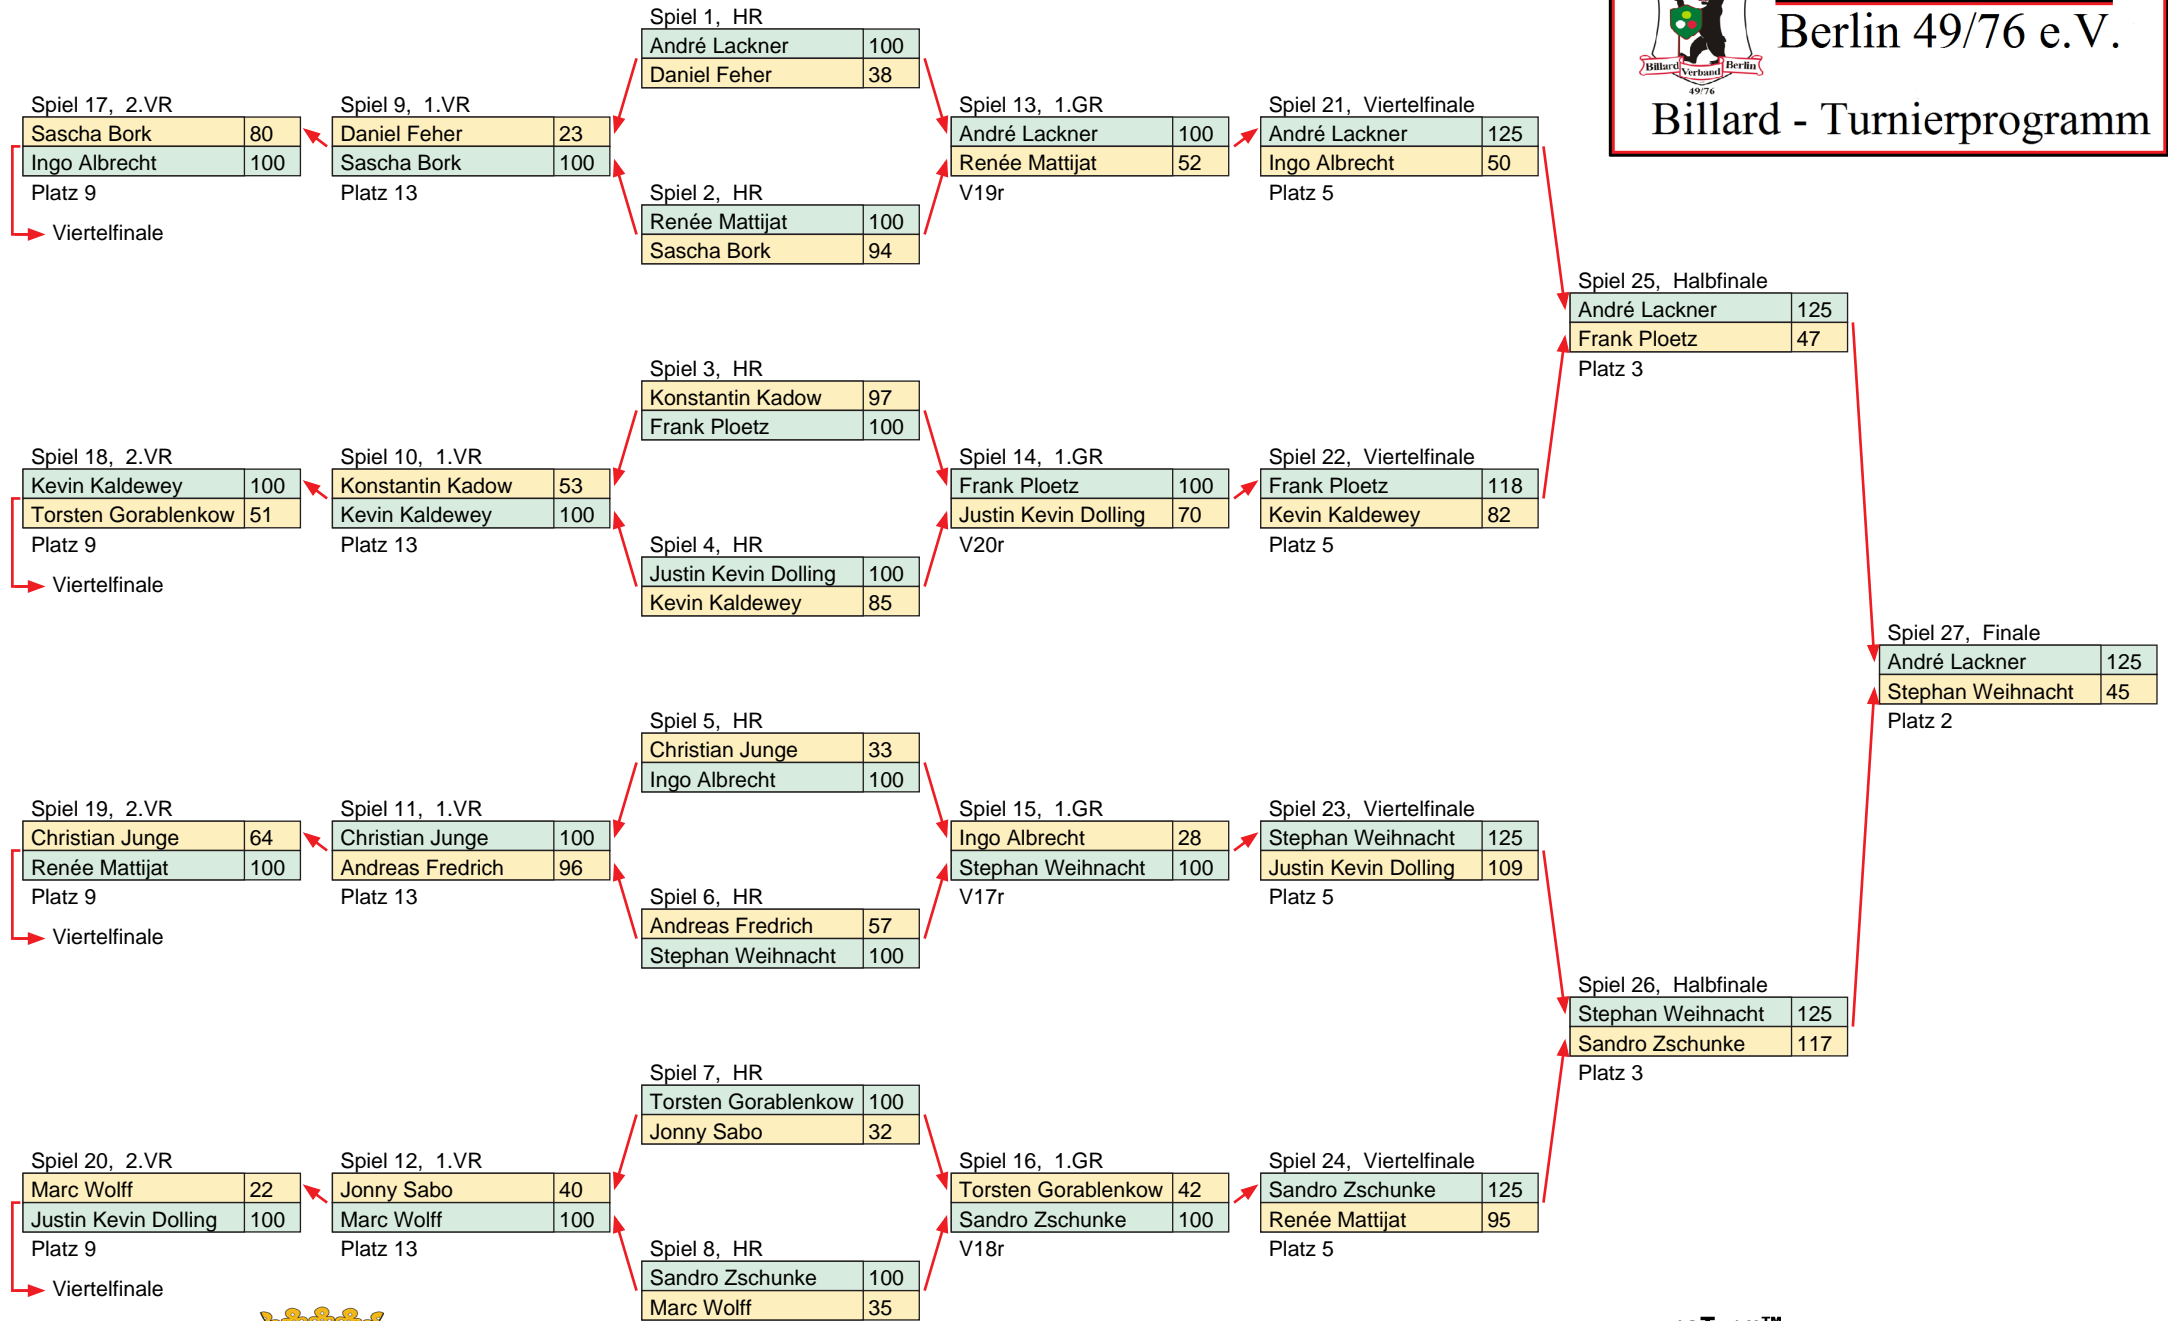 Berlin 49/76 e.V.
Billard Verband Berlin
49/76
Billard - Turnierprogramm
Spiel 17, 2.VR
Sascha Bork 80
Ingo Albrecht 100
Platz 9
Viertelfinale
Spiel 18, 2.VR
Kevin Kaldewey 100
Torsten Gorablenkow 51
Platz 9
Viertelfinale
Spiel 19, 2.VR
Christian Junge 64
Renée Mattijat 100
Platz 9
Viertelfinale
Spiel 20, 2.VR
Marc Wolff 22
Justin Kevin Dolling 100
Platz 9
Viertelfinale
Spiel 9, 1.VR
Daniel Feher 23
Sascha Bork 100
Platz 13
Spiel 10, 1.VR
Konstantin Kadow 53
Kevin Kaldewey 100
Platz 13
Spiel 11, 1.VR
Christian Junge 100
Andreas Fredrich 96
Platz 13
Spiel 12, 1.VR
Jonny Sabo 40
Marc Wolff 100
Platz 13
Spiel 1, HR
André Lackner 100
Daniel Feher 38
Spiel 2, HR
Renée Mattijat 100
Sascha Bork 94
Spiel 3, HR
Konstantin Kadow 97
Frank Ploetz 100
Spiel 4, HR
Justin Kevin Dolling 100
Kevin Kaldewey 85
Spiel 5, HR
Christian Junge 33
Ingo Albrecht 100
Spiel 6, HR
Andreas Fredrich 57
Stephan Weihnacht 100
Spiel 7, HR
Torsten Gorablenkow 100
Jonny Sabo 32
Spiel 8, HR
Sandro Zschunke 100
Marc Wolff 35
Spiel 13, 1.GR
André Lackner 100
Renée Mattijat 52
V19r
Spiel 14, 1.GR
Frank Ploetz 100
Justin Kevin Dolling 70
V20r
Spiel 15, 1.GR
Ingo Albrecht 28
Stephan Weihnacht 100
V17r
Spiel 16, 1.GR
Torsten Gorablenkow 42
Sandro Zschunke 100
V18r
Spiel 21, Viertelfinale
André Lackner 125
Ingo Albrecht 50
Platz 5
Spiel 22, Viertelfinale
Frank Ploetz 118
Kevin Kaldewey 82
Platz 5
Spiel 23, Viertelfinale
Stephan Weihnacht 125
Justin Kevin Dolling 109
Platz 5
Spiel 24, Viertelfinale
Sandro Zschunke 125
Renée Mattijat 95
Platz 5
Spiel 25, Halbfinale
André Lackner 125
Frank Ploetz 47
Platz 3
Spiel 26, Halbfinale
Stephan Weihnacht 125
Sandro Zschunke 117
Platz 3
Spiel 27, Finale
André Lackner 125
Stephan Weihnacht 45
Platz 2